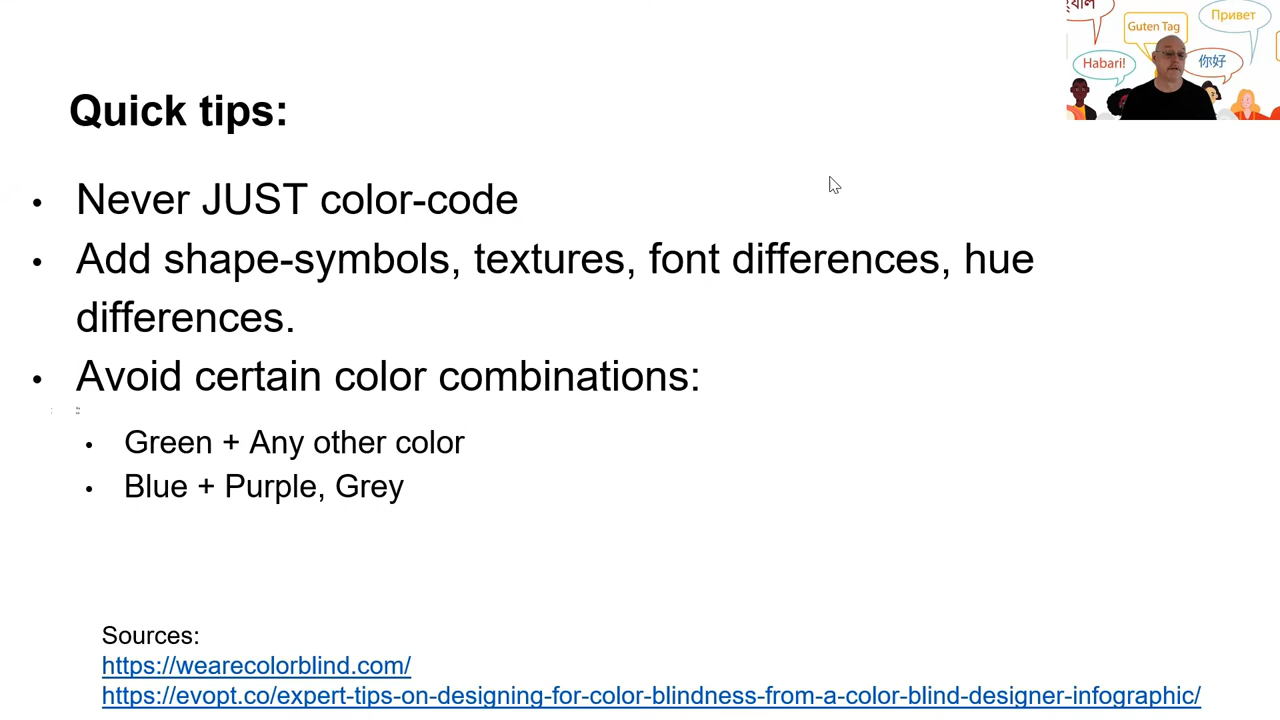 Guten Tag
Привет
Habari!
你好
Quick tips:
• Never JUST color-code
• Add shape-symbols, textures, font differences, hue
differences.
• Avoid certain color combinations:
• Green + Any other color
• Blue + Purple, Grey
Sources:
https://wearecolorblind.com/
https://evopt.co/expert-tips-on-designing-for-color-blindness-from-a-color-blind-designer-infographic/